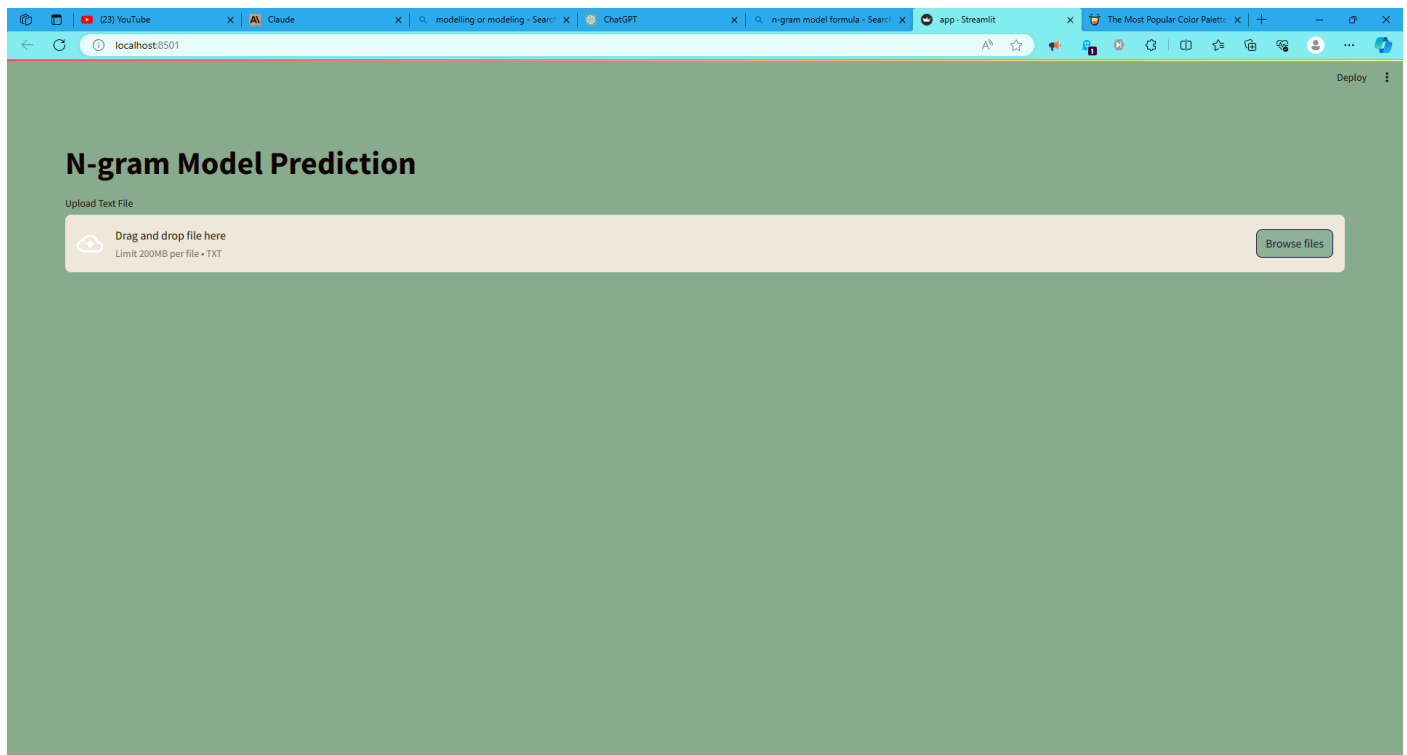 (23) YouTube
Claude
modelling or modeling - Search
ChatGPT
n-gram model formula - Search
app · Streamlit
The Most Popular Color Palette
localhost:8501
1
Deploy
N-gram Model Prediction
Upload Text File
Drag and drop file here
Limit 200MB per file • TXT
Browse files